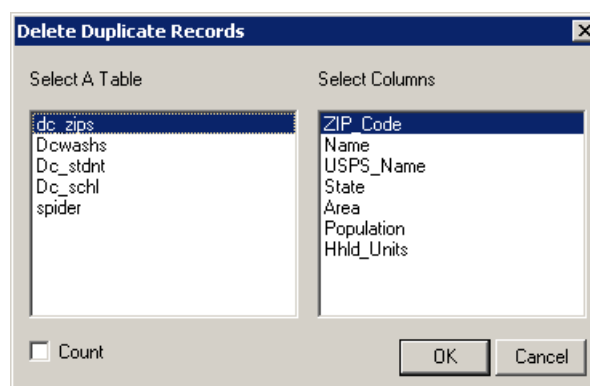 Delete Duplicate Records
Select A Table
Select Columns
dc_zips
Dcwashs
Dc_stdnt
Dc_schl
spider
ZIP_Code
Name
USPS_Name
State
Area
Population
Hhld_Units
Count
OK
Cancel